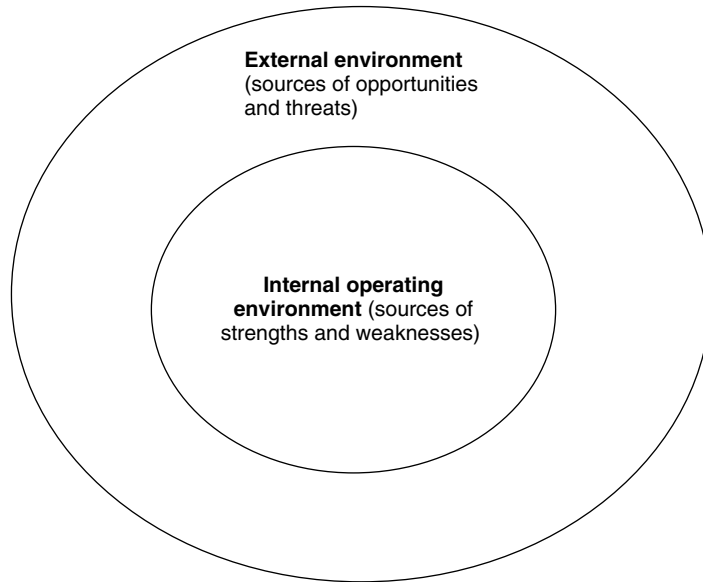 External environment
(sources of opportunities
and threats)
Internal operating
environment (sources of
strengths and weaknesses)